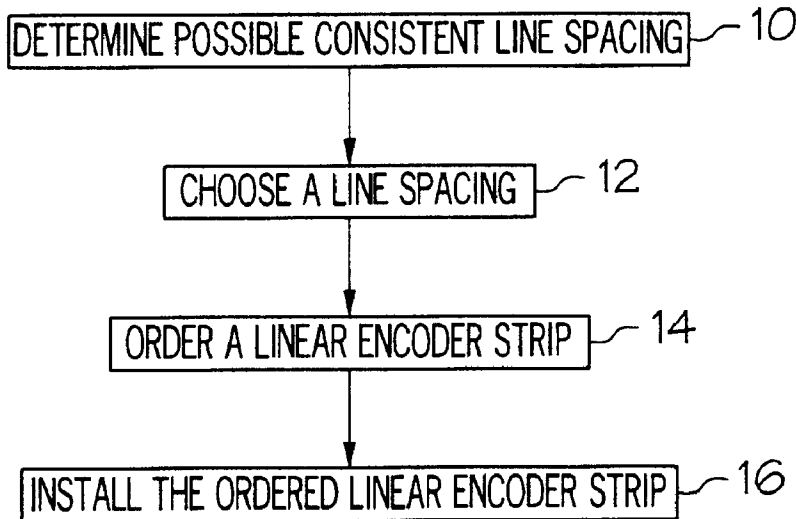 DETERMINE POSSIBLE CONSISTENT LINE SPACING 10
CHOOSE A LINE SPACING 12
ORDER A LINEAR ENCODER STRIP 14
INSTALL THE ORDERED LINEAR ENCODER STRIP 16